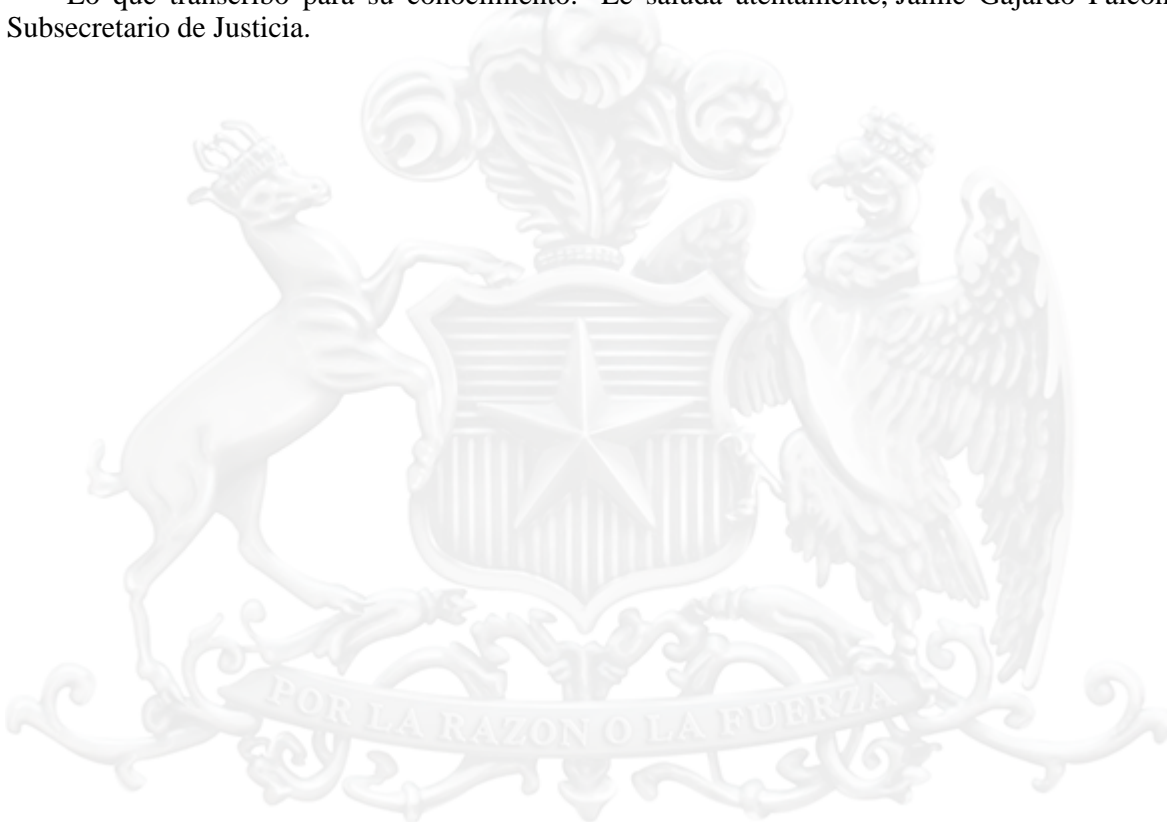 Lo que transcribo para su conocimiento.- Le saluda atentamente, Jaime Gajardo Falcón,
Subsecretario de Justicia.
POR LA RAZON O LA FUERZA